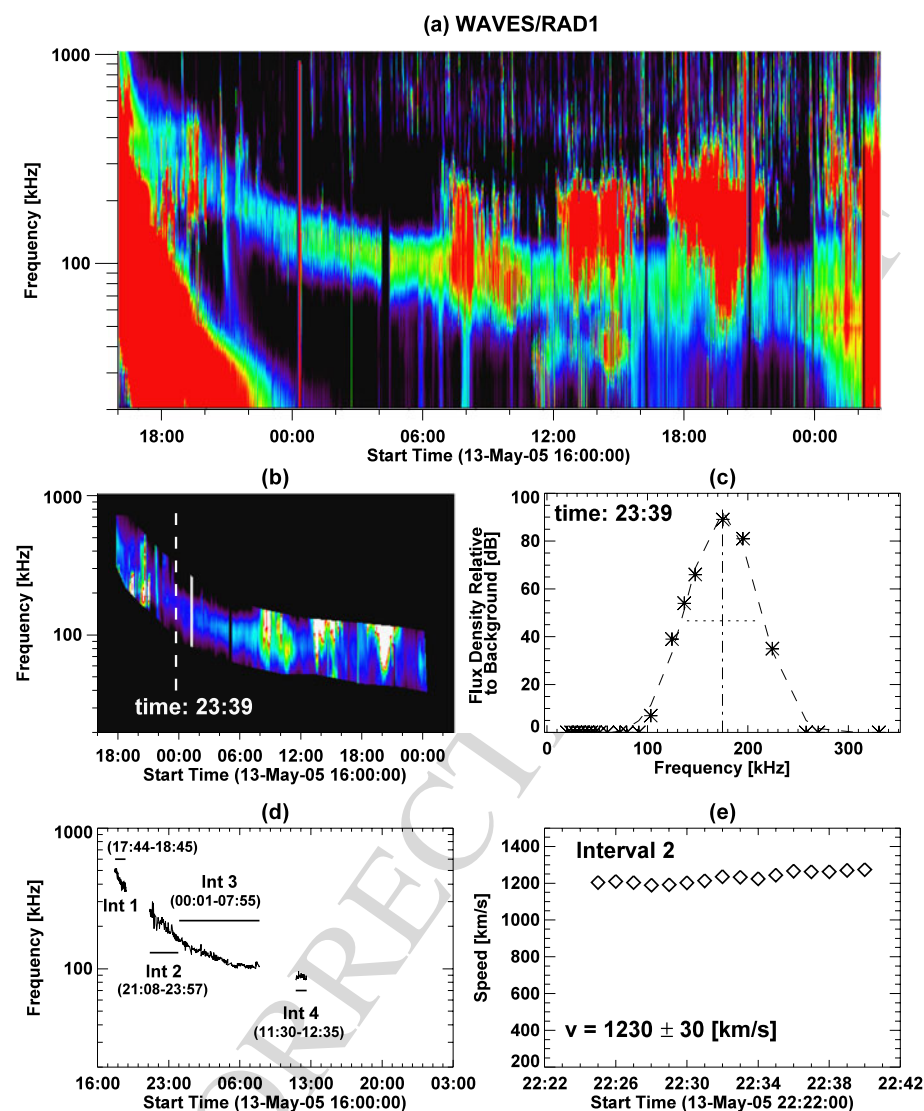 (a) WAVES/RAD1
1000
100
Frequency [kHz]
18:00 00:00 06:00 12:00 18:00 00:00
Start Time (13-May-05 16:00:00)
(b)
1000
100
Frequency [kHz]
time: 23:39
18:00 00:00 06:00 12:00 18:00 00:00
Start Time (13-May-05 16:00:00)
(c)
time: 23:39
100
80
60
40
20
0
Flux Density Relative
to Background [dB]
0 100 200 300
Frequency [kHz]
(d)
1000
100
Frequency [kHz]
(17:44-18:45)
Int 1
Int 3
(00:01-07:55)
Int 2
(21:08-23:57)
Int 4
(11:30-12:35)
16:00 23:00 06:00 13:00 20:00 03:00
Start Time (13-May-05 16:00:00)
(e)
Interval 2
1400
1200
1000
800
600
400
200
Speed [km/s]
v = 1230 ± 30 [km/s]
22:22 22:26 22:30 22:34 22:38 22:42
Start Time (13-May-05 22:22:00)